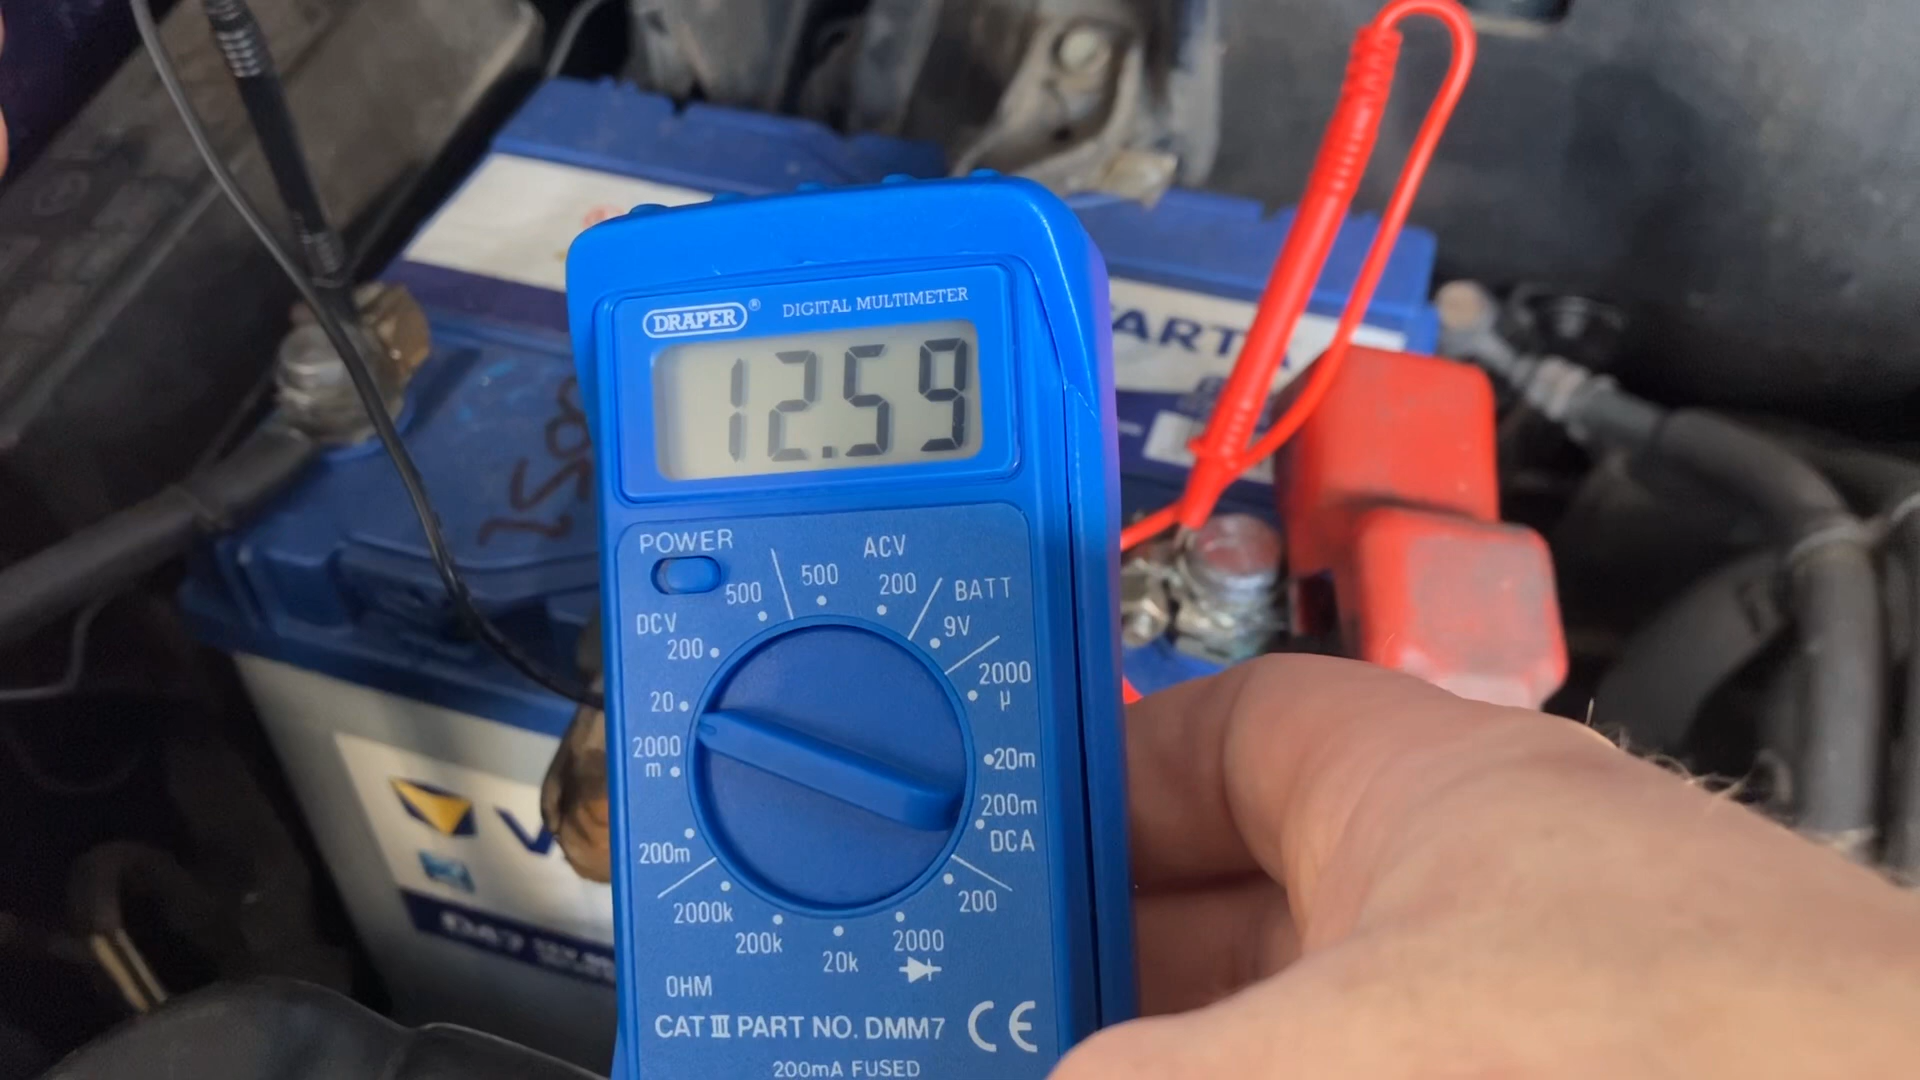 DRAPER® DIGITAL MULTIMETER
12.59
VARTA
POWER
ACV
500
500
200
BATT
9V
DCV
200
20
2000
m
200m
2000
µ
20m
200m
DCA
200
2000k
200k
20k
2000
OHM
CAT III PART NO. DMM7 CE
200mA FUSED
V